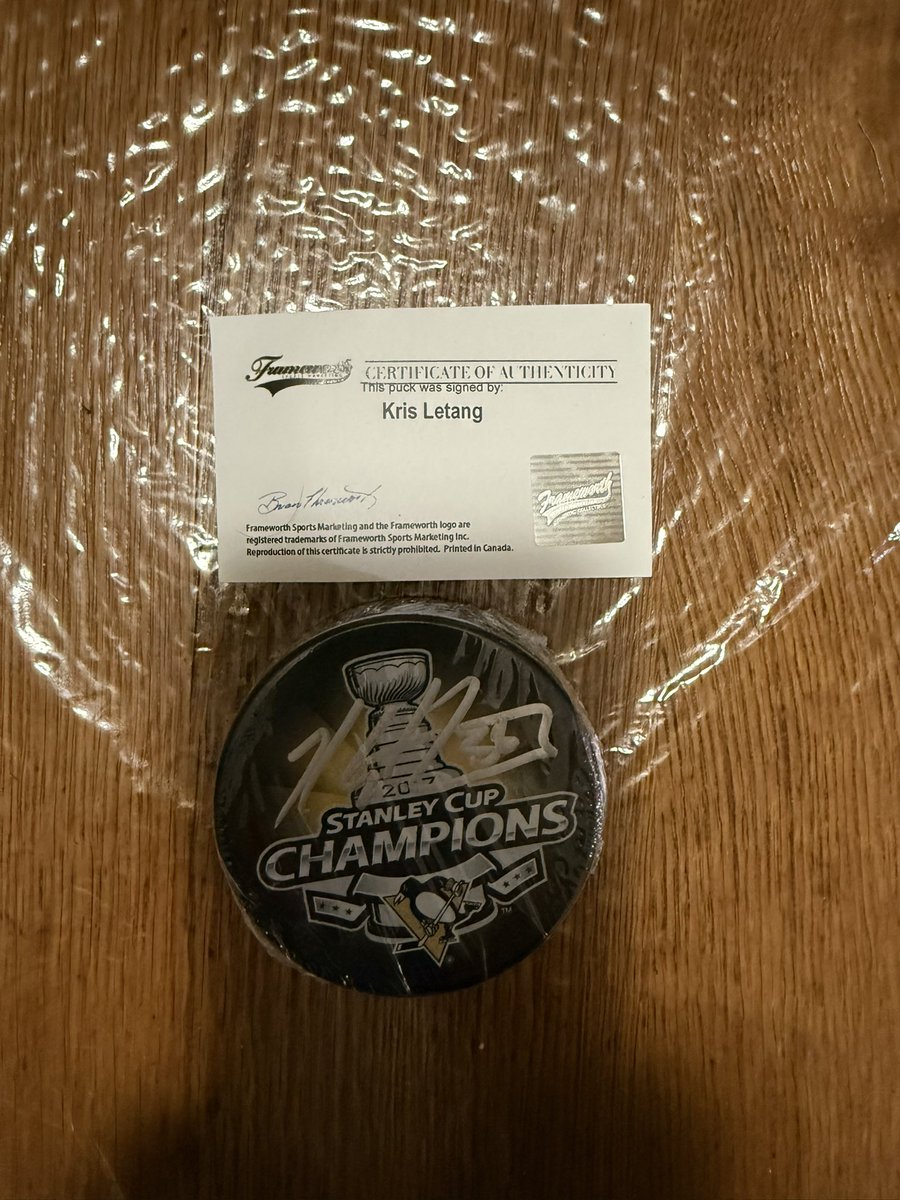 Frameworth
CERTIFICATE OF AUTHENTICITY
This puck was signed by:
Kris Letang
Frameworth
Frameworth Sports Marketing and the Frameworth logo are
registered trademarks of Frameworth Sports Marketing Inc.
Reproduction of this certificate is strictly prohibited. Printed in Canada.
2017
STANLEY CUP
CHAMPIONS
TM